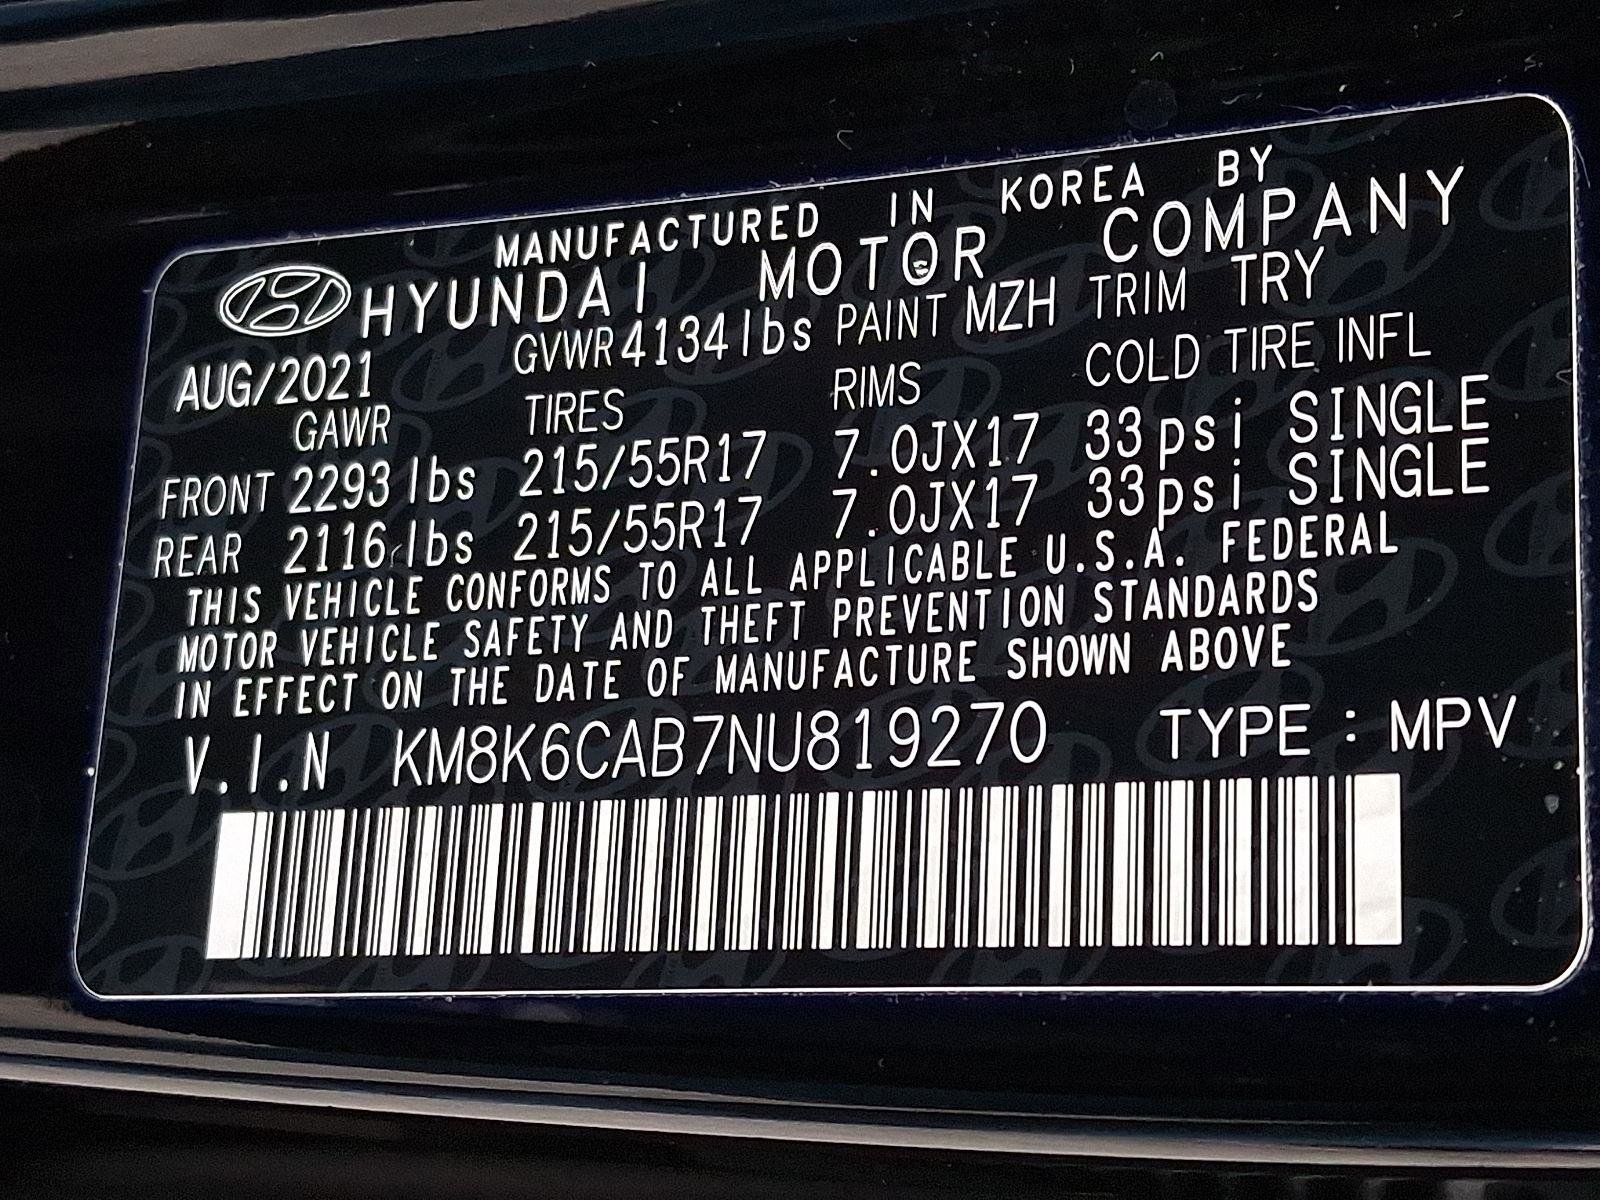 MANUFACTURED IN KOREA BY
HYUNDAI MOTOR COMPANY
AUG/2021 GVWR 4134 lbs PAINT MZH TRIM TRY
GAWR TIRES RIMS COLD TIRE INFL
FRONT 2293 lbs 215/55R17 7.0JX17 33psi SINGLE
REAR 2116 lbs 215/55R17 7.0JX17 33psi SINGLE
THIS VEHICLE CONFORMS TO ALL APPLICABLE U.S.A. FEDERAL
MOTOR VEHICLE SAFETY AND THEFT PREVENTION STANDARDS
IN EFFECT ON THE DATE OF MANUFACTURE SHOWN ABOVE
V.I.N KM8K6CAB7NU819270 TYPE : MPV